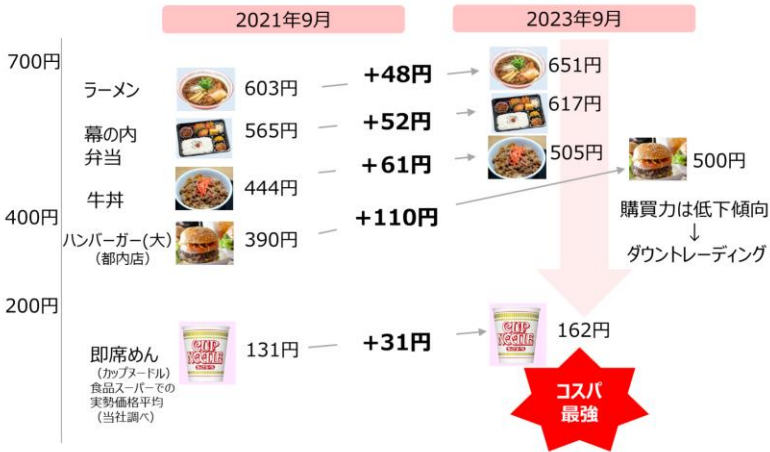 2021年9月
2023年9月
700円
ラーメン
603円
+48円
651円
幕の内
弁当
565円
+52円
617円
牛丼
444円
+61円
505円
500円
400円
ハンバーガー(大)
(都内店)
390円
+110円
購買力は低下傾向
↓
ダウントレーディング
200円
即席めん
(カップヌードル)
食品スーパーでの
実勢価格平均
(当社調べ)
CUP
NOODLE
131円
+31円
CUP
NOODLE
162円
コスパ
最強